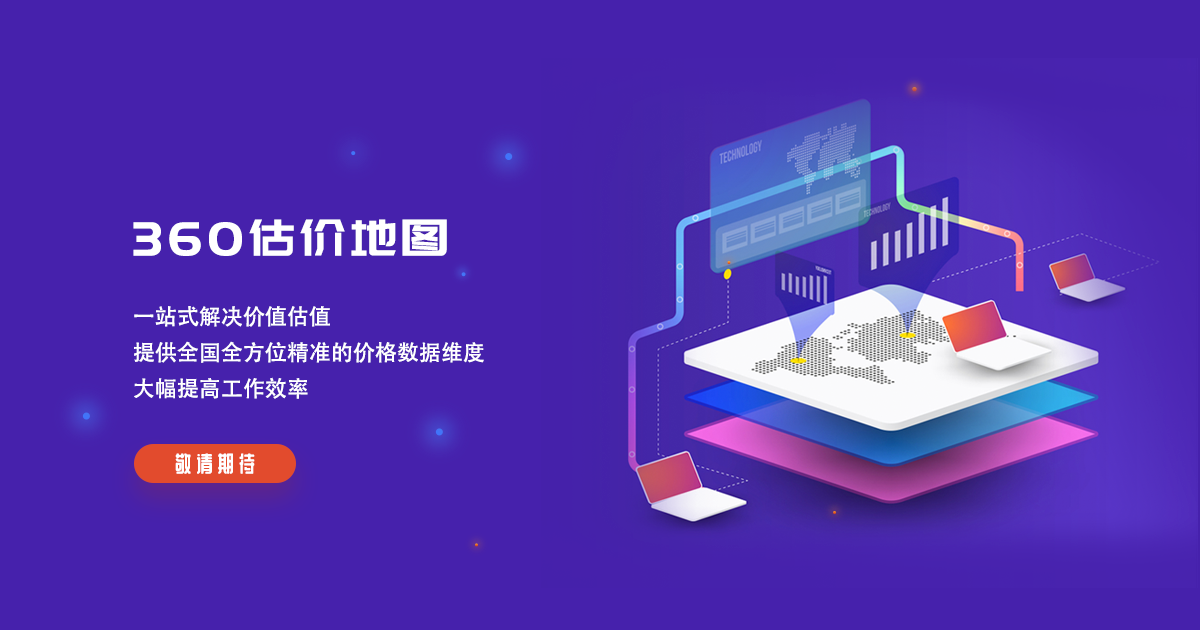 360估价地图
一站式解决价值估值
提供全国全方位精准的价格数据维度
大幅提高工作效率
敬请期待
TECHNOLOGY
TECHNOLOGY